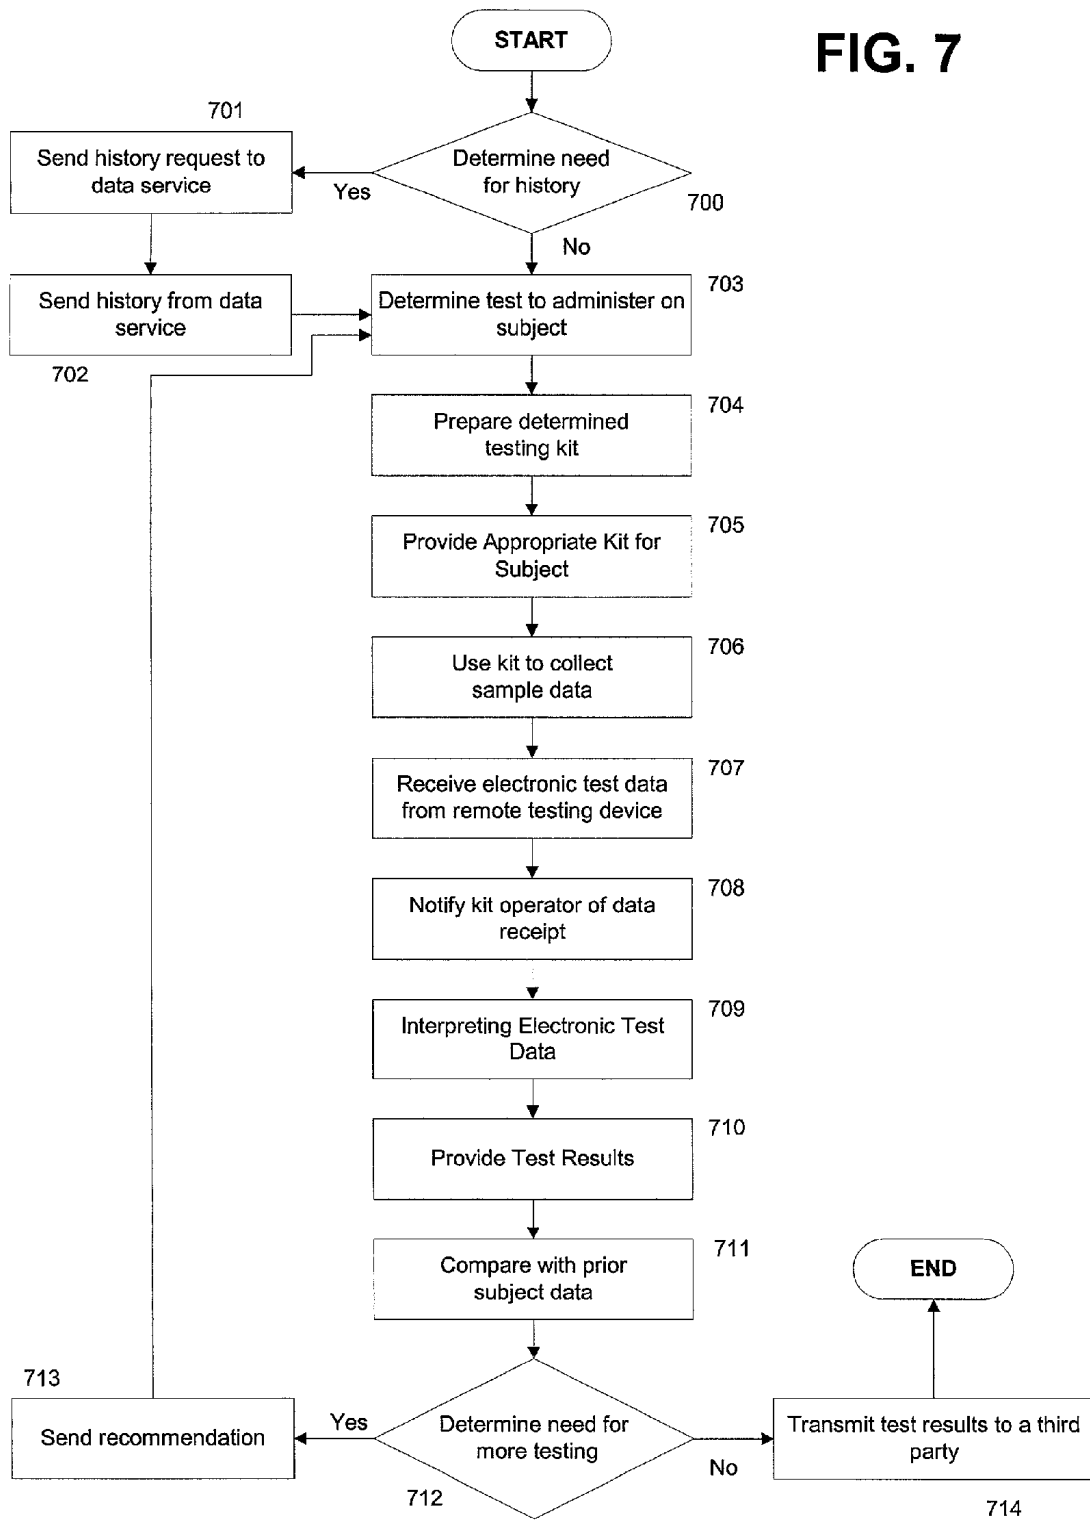 START
FIG. 7
701
Send history request to
data service
Yes
Determine need
for history
700
No
Send history from data
service
702
Determine test to administer on
subject
703
Prepare determined
testing kit
704
Provide Appropriate Kit for
Subject
705
Use kit to collect
sample data
706
Receive electronic test data
from remote testing device
707
Notify kit operator of data
receipt
708
Interpreting Electronic Test
Data
709
Provide Test Results
710
Compare with prior
subject data
711
END
713
Send recommendation
Yes
Determine need for
more testing
712
No
Transmit test results to a third
party
714